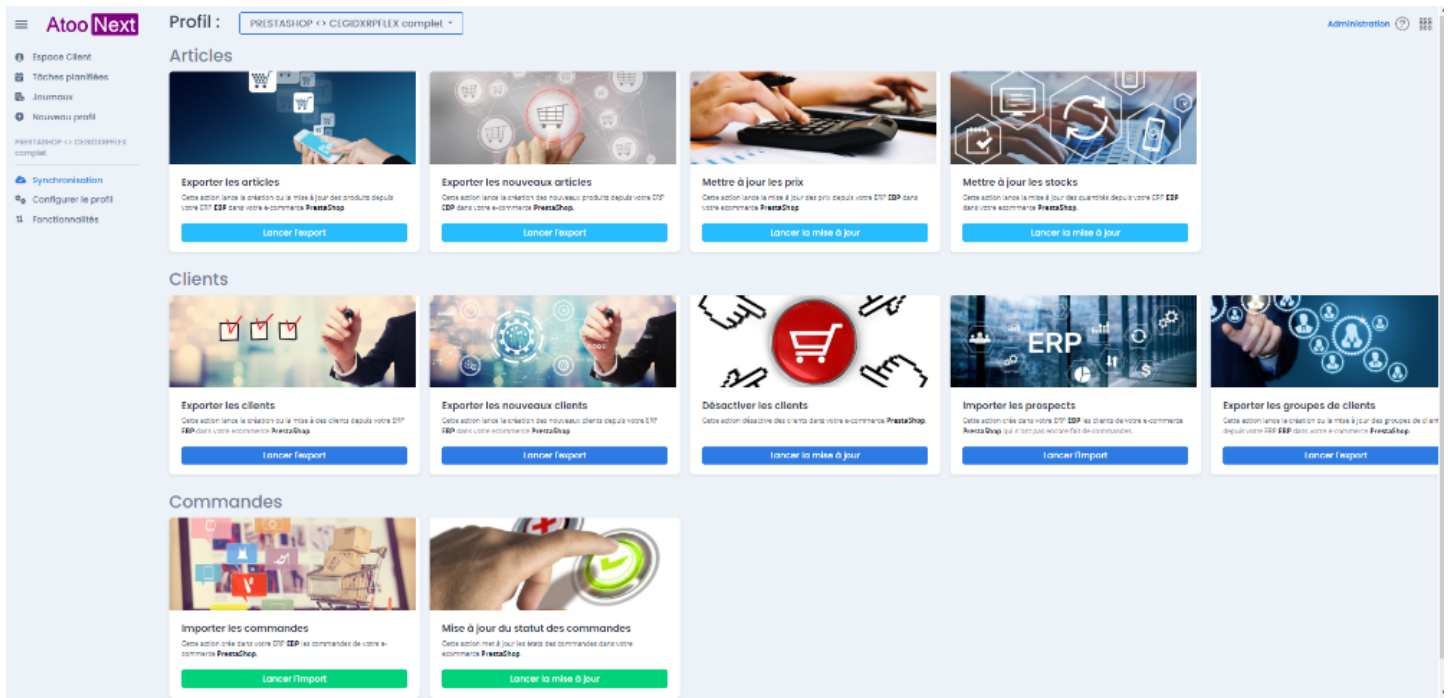 Atoo Next
Profil :
PRESTASHOP <> CEGIDXRPFLEX complet
Administration
Espace Client
Tâches planifiées
Journaux
Nouveau profil
PRESTASHOP <> CEGIDXRPFLEX
complet
Synchronisation
Configurer le profil
Fonctionnalités
Articles
Exporter les articles
Cette action lance la création ou la mise à jour des produits depuis
votre ERP EBP dans votre e-commerce PrestaShop.
Lancer l'export
Exporter les nouveaux articles
Cette action lance la création des nouveaux produits depuis votre ERP
EBP dans votre e-commerce PrestaShop.
Lancer l'export
Mettre à jour les prix
Cette action lance la mise à jour des prix depuis votre ERP EBP dans
votre ecommerce PrestaShop.
Lancer la mise à jour
Mettre à jour les stocks
Cette action lance la mise à jour des quantités depuis votre ERP EBP
dans votre ecommerce PrestaShop.
Lancer la mise à jour
Clients
Exporter les clients
Cette action lance la création ou la mise à des clients depuis votre ERP
EBP dans votre ecommerce PrestaShop.
Lancer l'export
Exporter les nouveaux clients
Cette action lance la création des nouveaux clients depuis votre ERP
EBP dans votre ecommerce PrestaShop.
Lancer l'export
Désactiver les clients
Cette action désactive des clients dans votre e-commerce PrestaShop.
Lancer la mise à jour
ERP
Importer les prospects
Cette action crée dans votre ERP EBP les clients de votre e-commerce
PrestaShop qui n'ont pas encore fait de commandes.
Lancer l'import
Exporter les groupes de clients
Cette action lance la création ou la mise à jour des groupes de client
depuis votre ERP EBP dans votre e-commerce PrestaShop.
Lancer l'export
Commandes
Importer les commandes
Cette action crée dans votre ERP EBP les commandes de votre e-
commerce PrestaShop.
Lancer l'import
Mise à jour du statut des commandes
Cette action met à jour les états des commandes dans votre
ecommerce PrestaShop.
Lancer la mise à jour